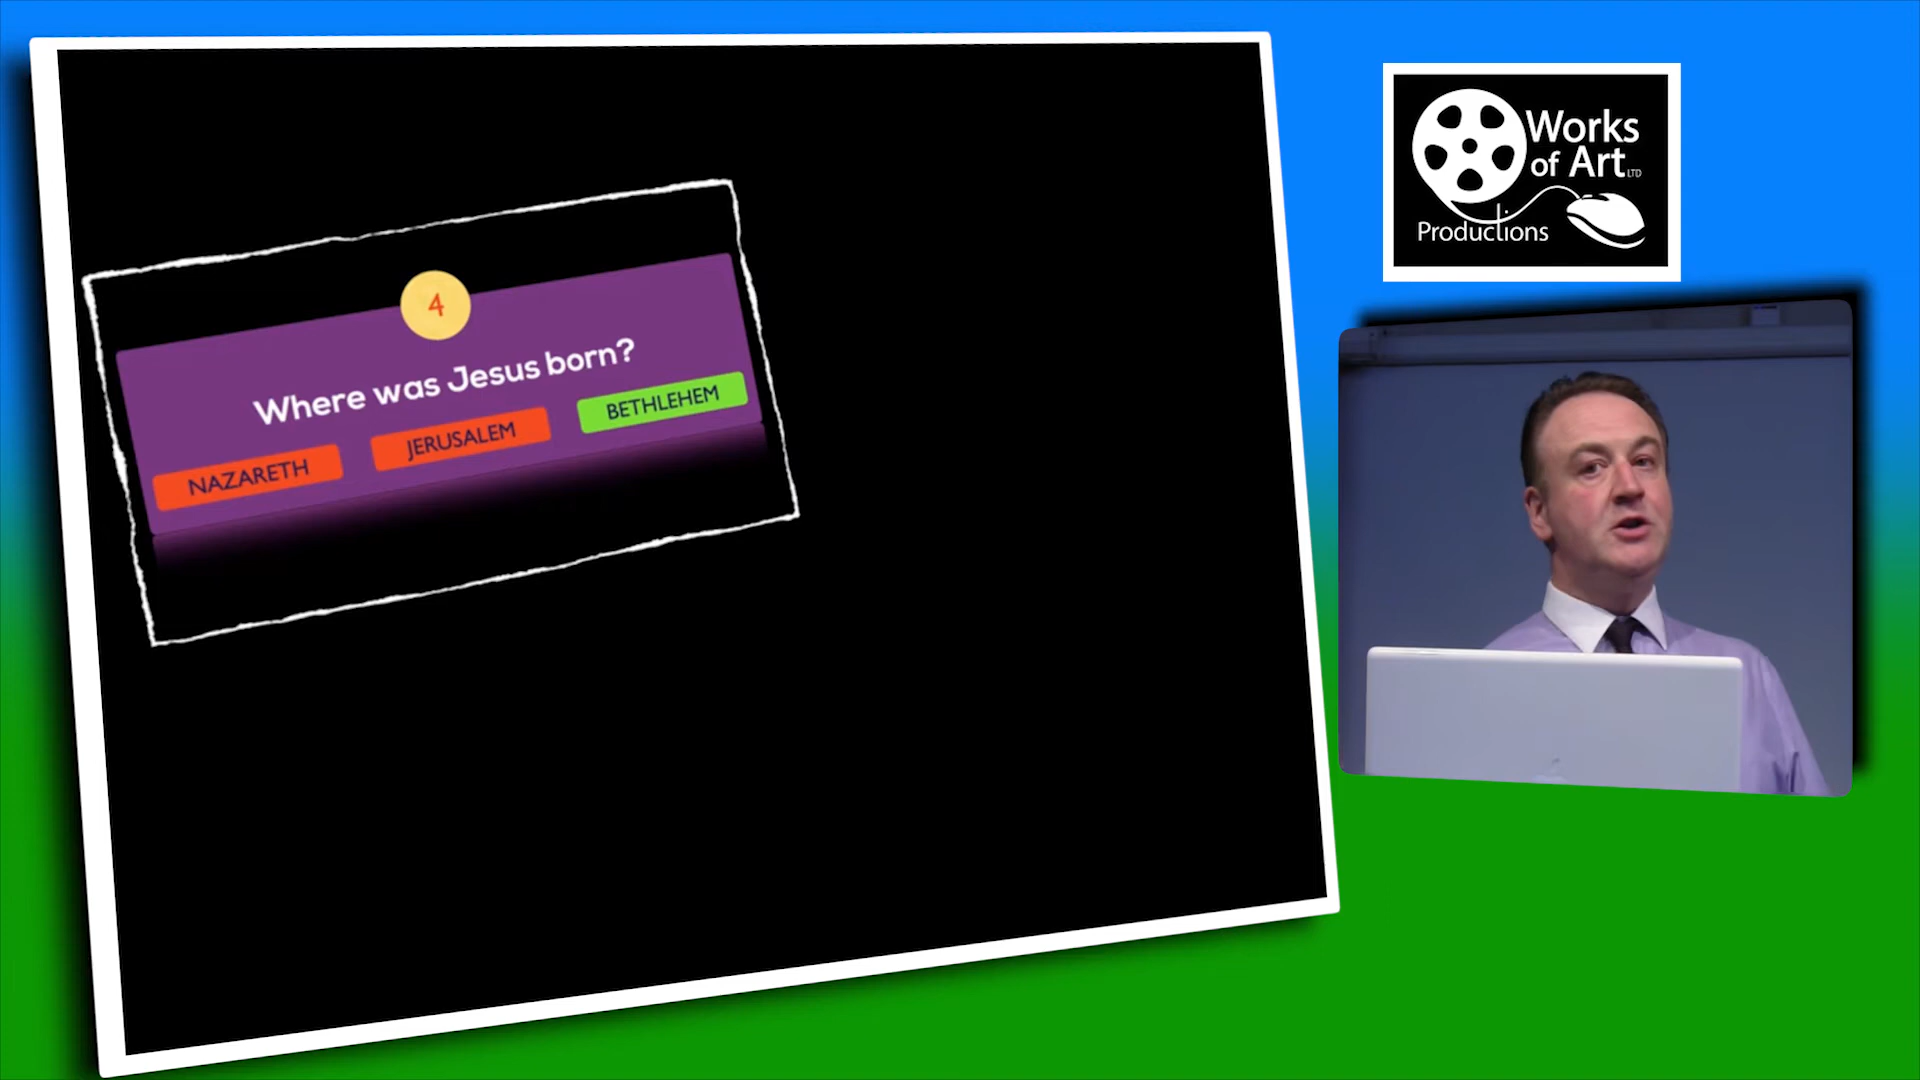 4
Where was Jesus born?
NAZARETH
JERUSALEM
BETHLEHEM
Works
of Art LTD
Productions